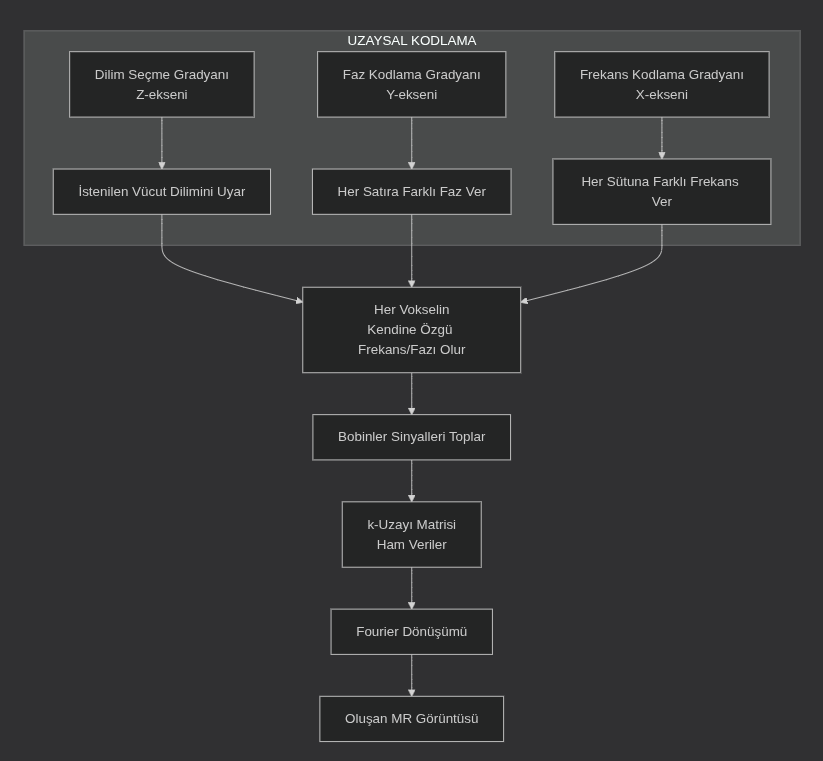 UZAYSAL KODLAMA
Dilim Seçme Gradyanı
Z-ekseni
Faz Kodlama Gradyanı
Y-ekseni
Frekans Kodlama Gradyanı
X-ekseni
İstenilen Vücut Dilimini Uyar
Her Satıra Farklı Faz Ver
Her Sütuna Farklı Frekans
Ver
Her Vokselin
Kendine Özgü
Frekans/Fazı Olur
Bobinler Sinyalleri Toplar
k-Uzayı Matrisi
Ham Veriler
Fourier Dönüşümü
Oluşan MR Görüntüsü